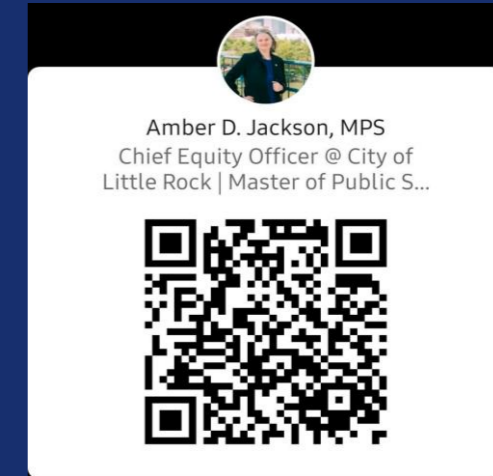 Amber D. Jackson, MPS
Chief Equity Officer @ City of
Little Rock | Master of Public S...